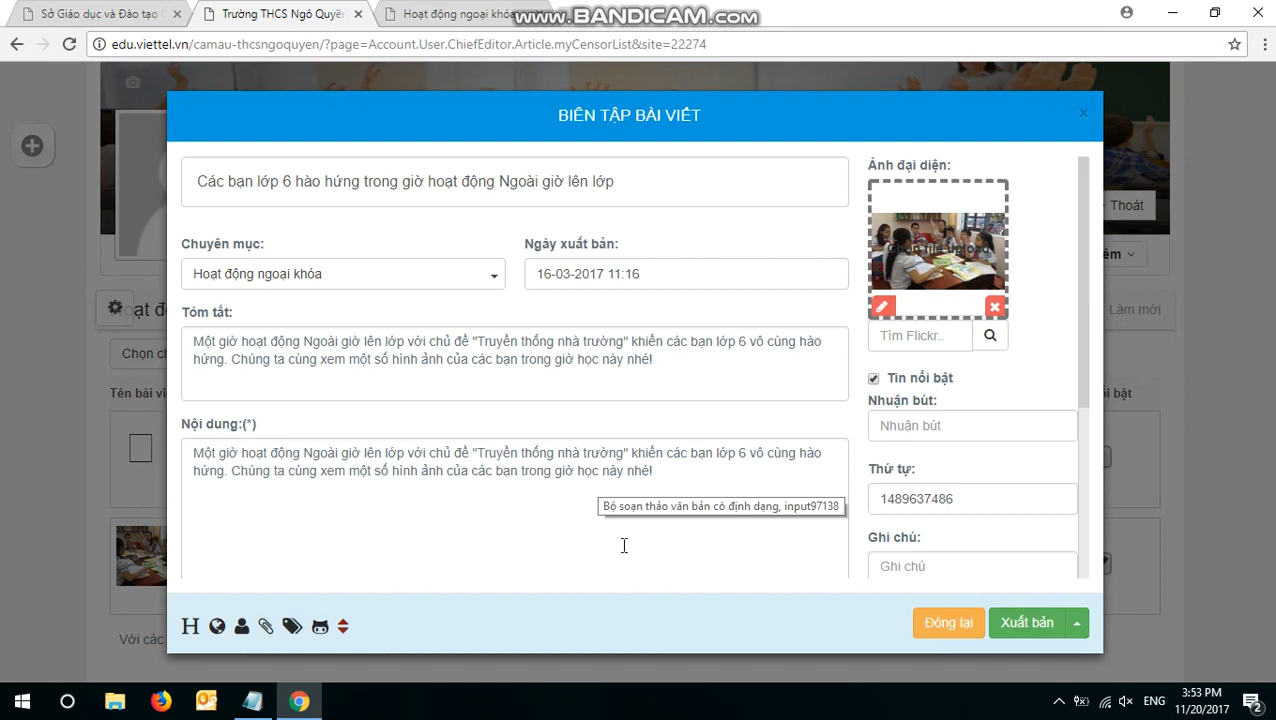 Sở Giáo dục và Đào tạo
Trường THCS Ngô Quyền
Hoạt động ngoại khóa
www.BANDICAM.com
edu.viettel.vn/camau-thcsngoquyen/?page=Account.User.ChiefEditor.Article.myCensorList&site=22274
BIÊN TẬP BÀI VIẾT
×
Các bạn lớp 6 hào hứng trong giờ hoạt động Ngoài giờ lên lớp
Ảnh đại diện:
Thoát
Chuyên mục:
Ngày xuất bản:
Hoạt động ngoại khóa
16-03-2017 11:16
Chọn file upload
Làm mới
Tóm tắt:
Một giờ hoạt động Ngoài giờ lên lớp với chủ đề "Truyền thống nhà trường" khiến các bạn lớp 6 vô cùng hào
hứng. Chúng ta cùng xem một số hình ảnh của các bạn trong giờ học này nhé!
Tìm Flickr..
Tin nổi bật
Nhuận bút:
Nhuận bút
Nội dung:(*)
Một giờ hoạt động Ngoài giờ lên lớp với chủ đề "Truyền thống nhà trường" khiến các bạn lớp 6 vô cùng hào
hứng. Chúng ta cùng xem một số hình ảnh của các bạn trong giờ học này nhé!
Bộ soạn thảo văn bản có định dạng, input97138
Thứ tự:
1489637486
Ghi chú:
Ghi chú
Tên bài vi
Với các
H
Đóng lại
Xuất bản
ENG
3:53 PM
11/20/2017
2